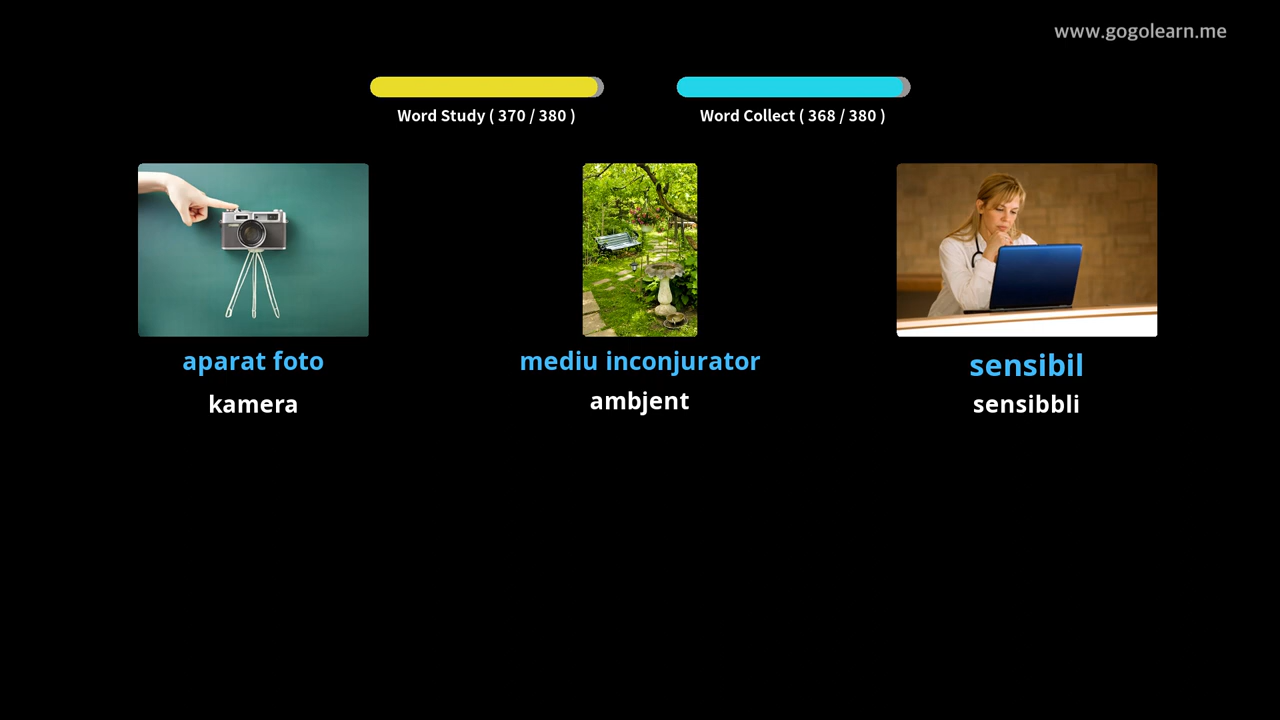 www.gogolearn.me
Word Study ( 370 / 380 )
Word Collect ( 368 / 380 )
aparat foto
kamera
mediu inconjurator
ambjent
sensibil
sensibbli